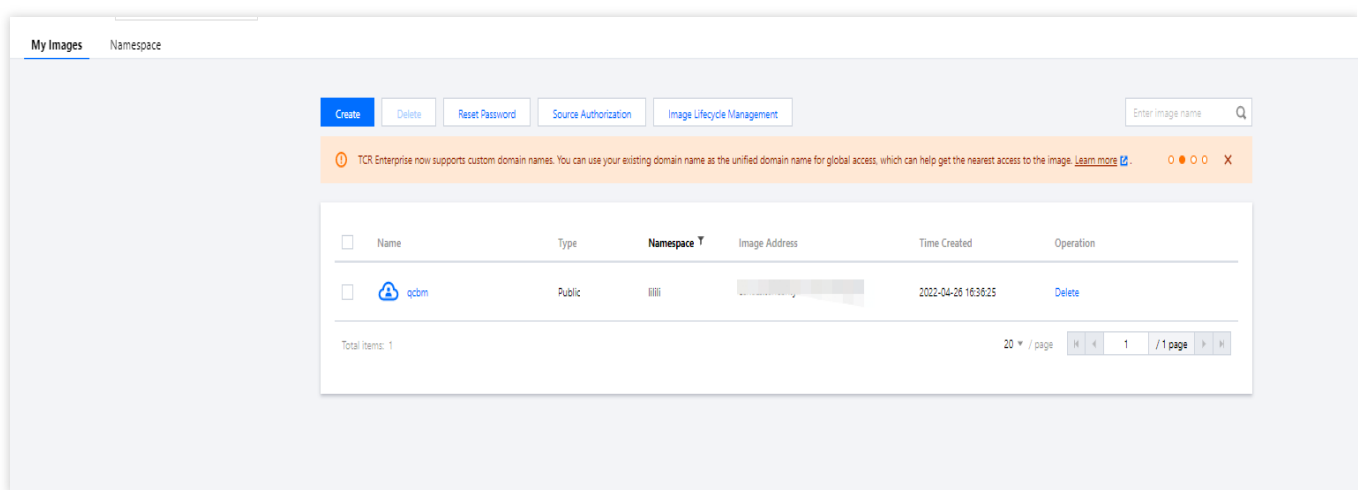 My Images Namespace
Create Delete Reset Password Source Authorization Image Lifecycle Management Enter image name
TCR Enterprise now supports custom domain names. You can use your existing domain name as the unified domain name for global access, which can help get the nearest access to the image. Learn more .
Name Type Namespace Image Address Time Created Operation
qcbm Public lilili 2022-04-26 16:36:25 Delete
Total items: 1 20 / page 1 / 1 page